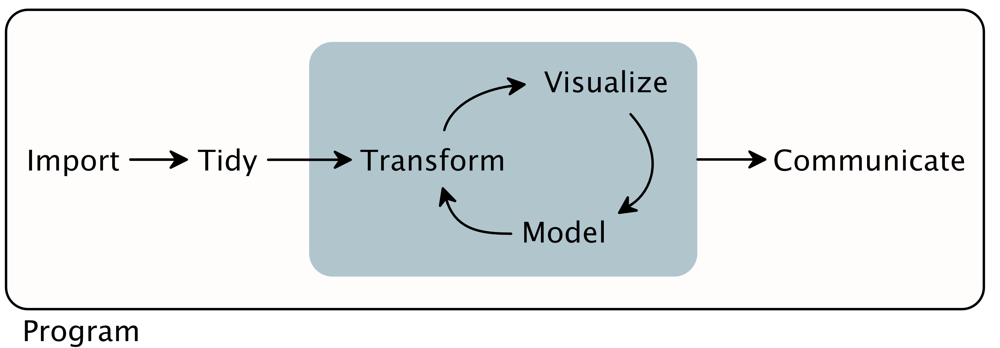 Visualize
Import
Tidy
Transform
Communicate
Model
Program